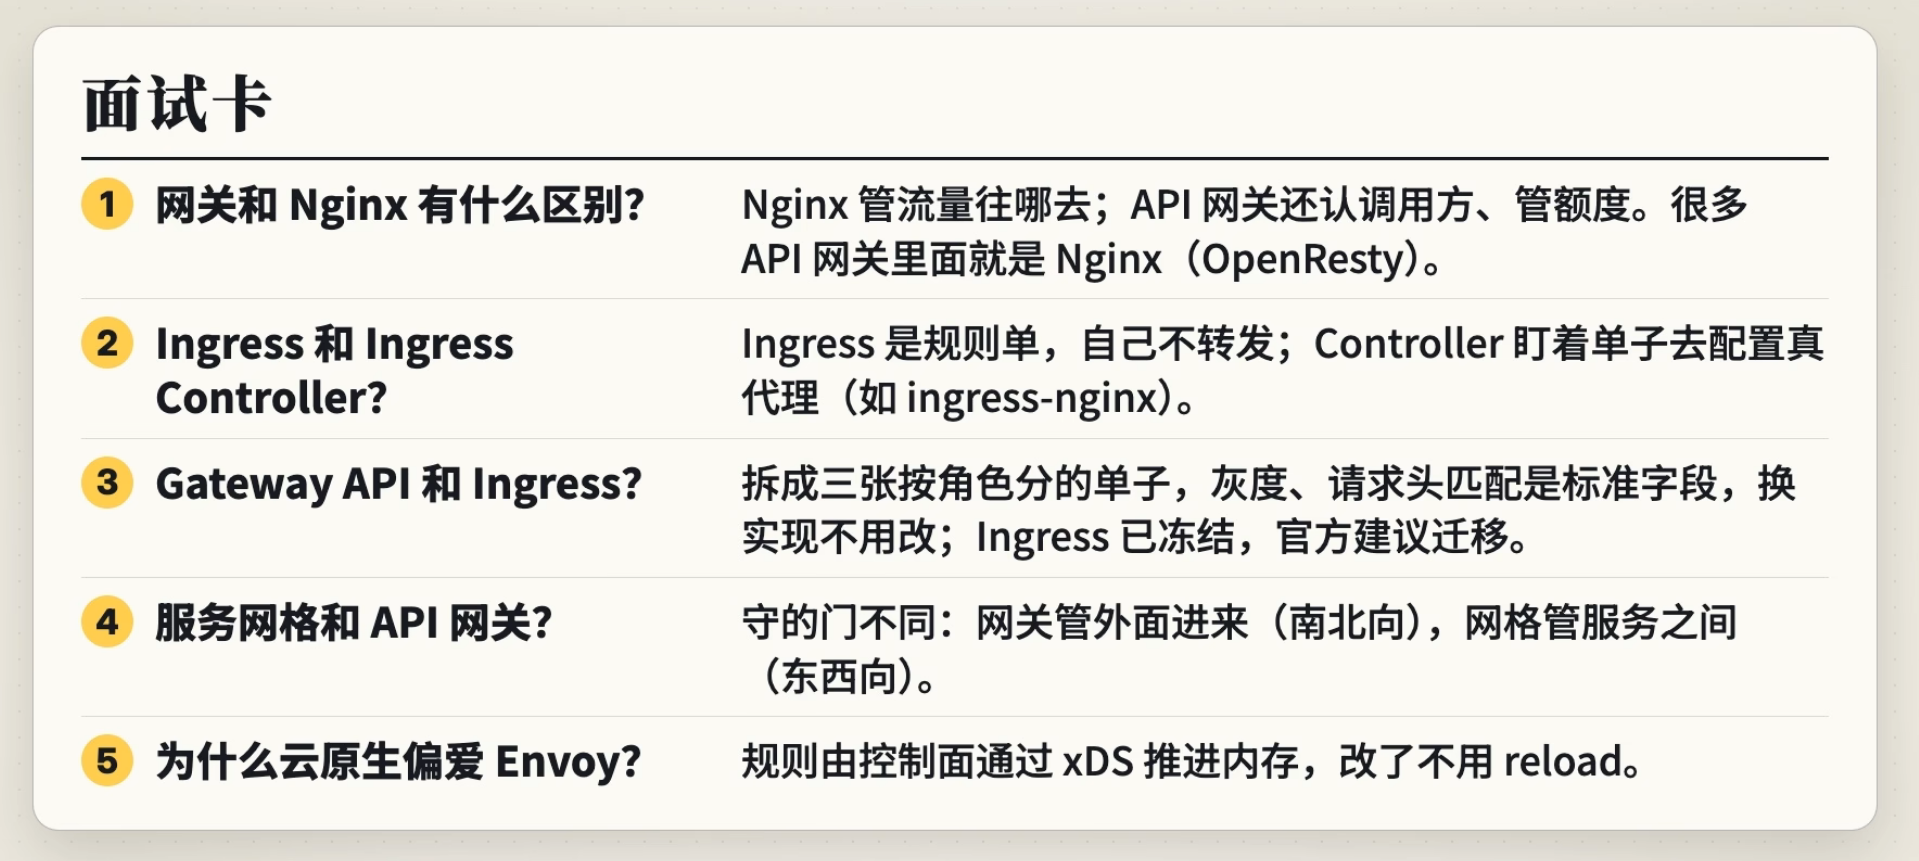 面试卡
1 网关和 Nginx 有什么区别？
Nginx 管流量往哪去；API 网关还认调用方、管额度。很多
API 网关里面就是 Nginx（OpenResty）。
2 Ingress 和 Ingress
Controller？
Ingress 是规则单，自己不转发；Controller 盯着单子去配置真
代理（如 ingress-nginx）。
3 Gateway API 和 Ingress？
拆成三张按角色分的单子，灰度、请求头匹配是标准字段，换
实现不用改；Ingress 已冻结，官方建议迁移。
4 服务网格和 API 网关？
守的门不同：网关管外面进来（南北向），网格管服务之间
（东西向）。
5 为什么云原生偏爱 Envoy？
规则由控制面通过 xDS 推进内存，改了不用 reload。